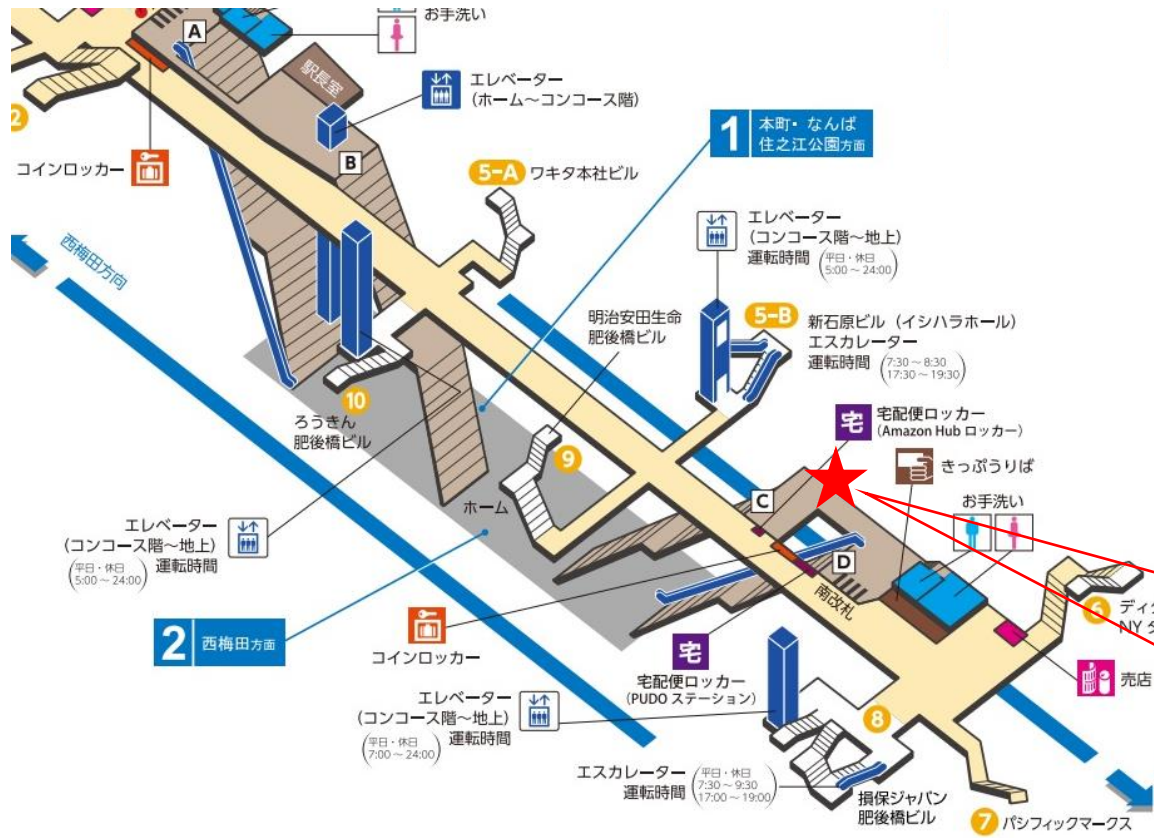 A
お手洗い
駅長室
エレベーター
(ホーム〜コンコース階)
2
B
コインロッカー
1 本町・なんば
住之江公園方面
5-A ワキタ本社ビル
西梅田方向
エレベーター
(コンコース階〜地上)
運転時間 (平日・休日
5:00〜24:00)
明治安田生命
肥後橋ビル
5-B
新石原ビル (イシハラホール)
エスカレーター
運転時間 (7:30〜8:30
17:30〜19:30)
10
ろうきん
肥後橋ビル
9
宅 宅配便ロッカー
(Amazon Hub ロッカー)
きっぷうりば
お手洗い
C
ホーム
エレベーター
(コンコース階〜地上)
(平日・休日
5:00〜24:00) 運転時間
D
南改札
6
NY
2 西梅田方面
コインロッカー
宅
宅配便ロッカー
(PUDO ステーション)
売店
エレベーター
(コンコース階〜地上)
(平日・休日
7:00〜24:00) 運転時間
8
エスカレーター
運転時間 (平日・休日
7:30〜9:30
17:00〜19:00)
損保ジャパン
肥後橋ビル
7 パシフィックマークス